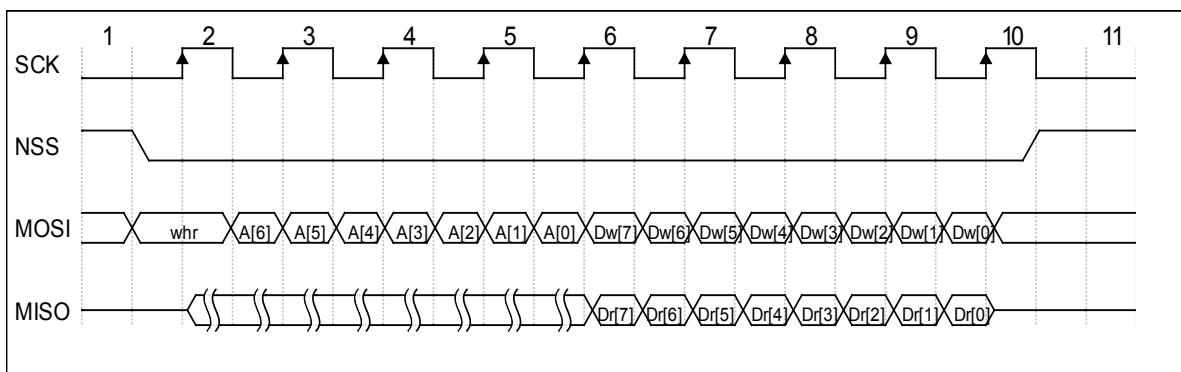 1 2 3 4 5 6 7 8 9 10 11
SCK
NSS
MOSI whr A[6] A[5] A[4] A[3] A[2] A[1] A[0] Dw[7] Dw[6] Dw[5] Dw[4] Dw[3] Dw[2] Dw[1] Dw[0]
MISO Dr[7] Dr[6] Dr[5] Dr[4] Dr[3] Dr[2] Dr[1] Dr[0]